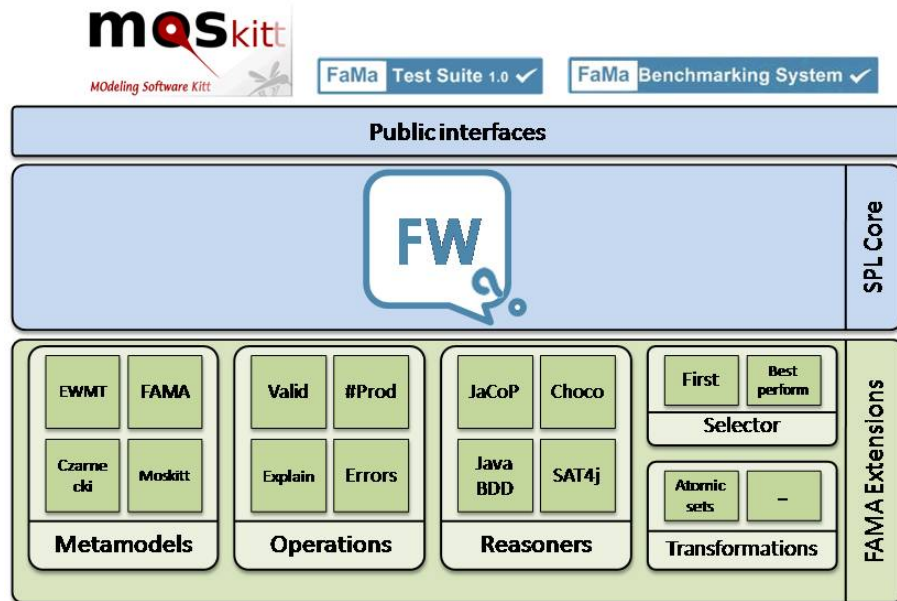 mosKitt
MOdeling Software Kitt
FaMa Test Suite 1.0
FaMa Benchmarking System
Public interfaces
FW
SPL Core
EWMT
FAMA
Czarne
cki
Moskitt
Metamodels
Valid
#Prod
Explain
Errors
Operations
JaCoP
Choco
Java
BDD
SAT4j
Reasoners
First
Best
perform
Selector
Atomic
sets
–
Transformations
FAMA Extensions